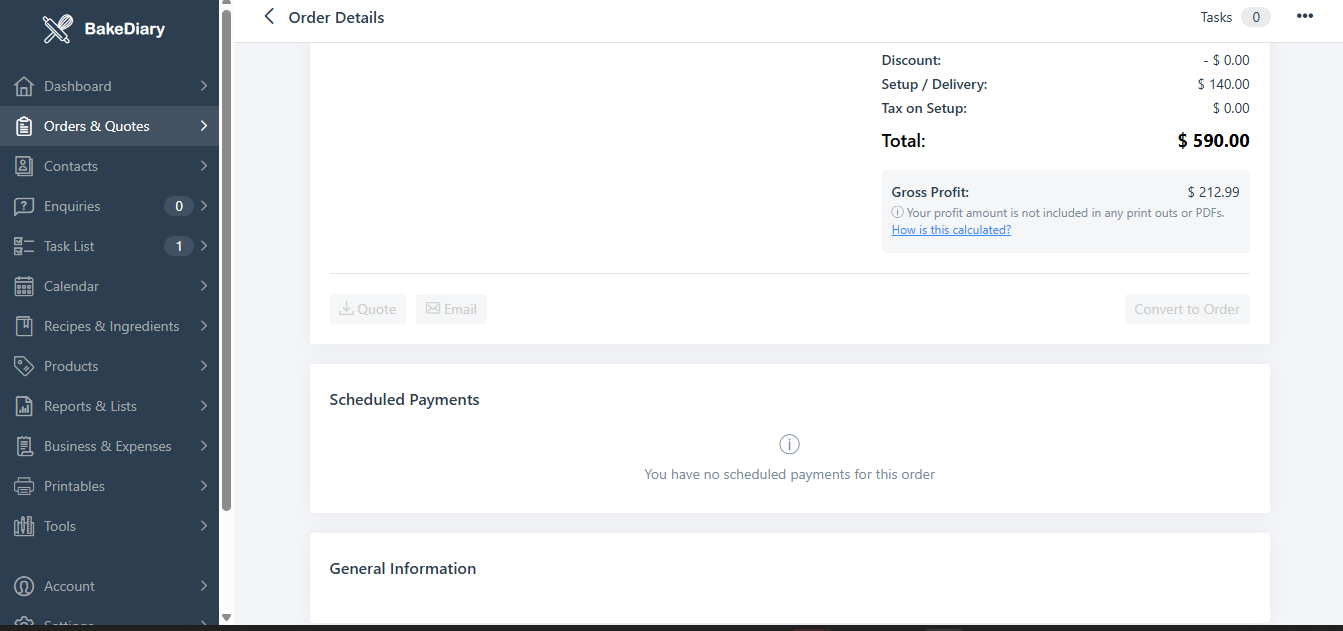 BakeDiary
Order Details
Tasks 0
Dashboard
Orders & Quotes
Contacts
Enquiries 0
Task List 1
Calendar
Recipes & Ingredients
Products
Reports & Lists
Business & Expenses
Printables
Tools
Account
Settings
Discount: - $ 0.00
Setup / Delivery: $ 140.00
Tax on Setup: $ 0.00
Total: $ 590.00
Gross Profit: $ 212.99
Your profit amount is not included in any print outs or PDFs.
How is this calculated?
Quote Email Convert to Order
Scheduled Payments
You have no scheduled payments for this order
General Information